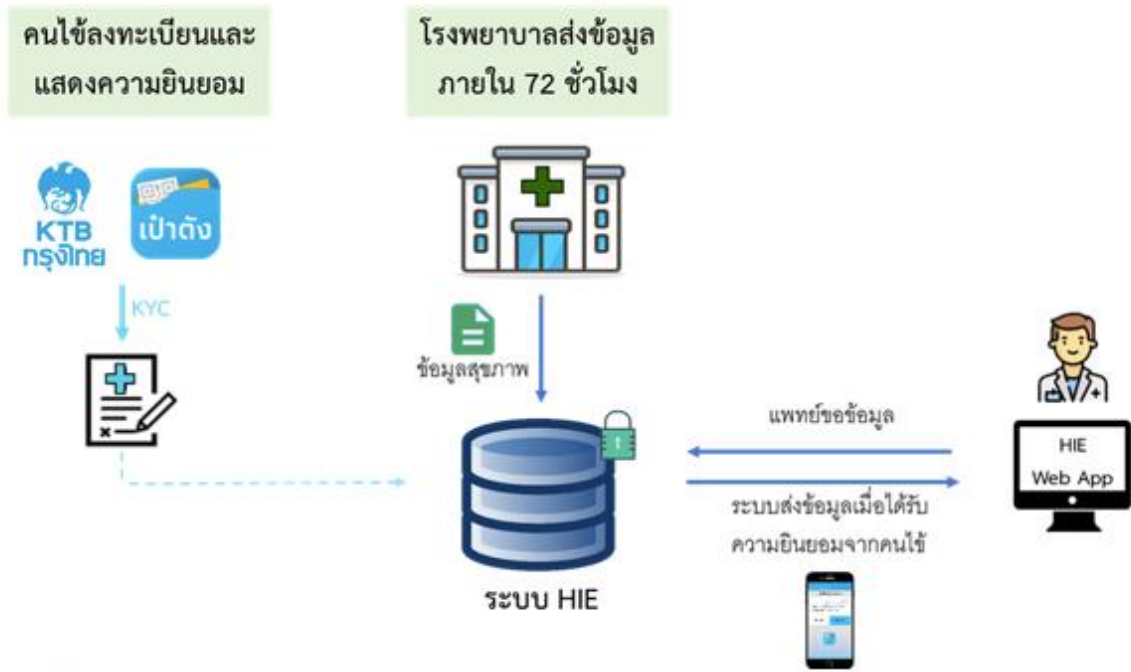 คนไข้ลงทะเบียนและ
แสดงความยินยอม
โรงพยาบาลส่งข้อมูล
ภายใน 72 ชั่วโมง
KTB
กรุงไทย
เป๋าตัง
KYC
ข้อมูลสุขภาพ
แพทย์ขอข้อมูล
HIE
Web App
ระบบส่งข้อมูลเมื่อได้รับ
ความยินยอมจากคนไข้
ระบบ HIE